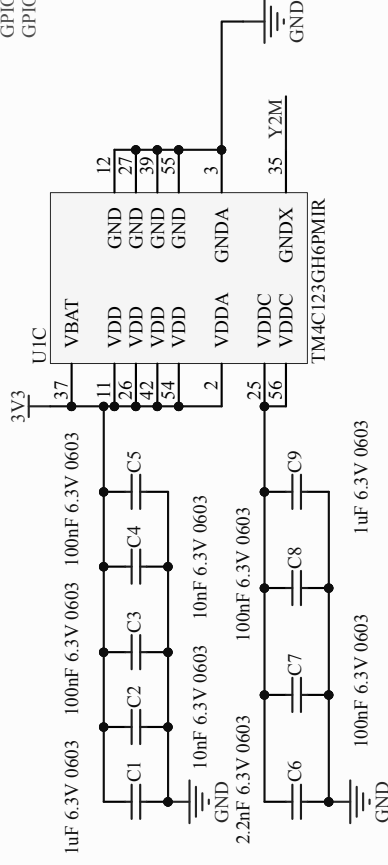 GPIO
GPIO
3V3
U1C
37
VBAT
11
VDD
26
VDD
42
VDD
54
VDD
2
VDDA
25
VDDC
56
VDDC
12
GND
27
GND
39
GND
55
GND
3
GNDA
35
GNDX
Y2M
GND
TM4C123GH6PMIR
1uF 6.3V 0603
100nF 6.3V 0603
100nF 6.3V 0603
C1
C2
C3
C4
C5
10nF 6.3V 0603
10nF 6.3V 0603
GND
2.2nF 6.3V 0603
100nF 6.3V 0603
C6
C7
C8
C9
100nF 6.3V 0603
1uF 6.3V 0603
GND